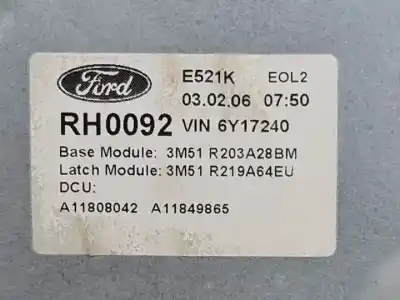 Ford E521K EOL2
03.02.06 07:50
RH0092 VIN 6Y17240
Base Module: 3M51 R203A28BM
Latch Module: 3M51 R219A64EU
DCU:
A11808042 A11849865